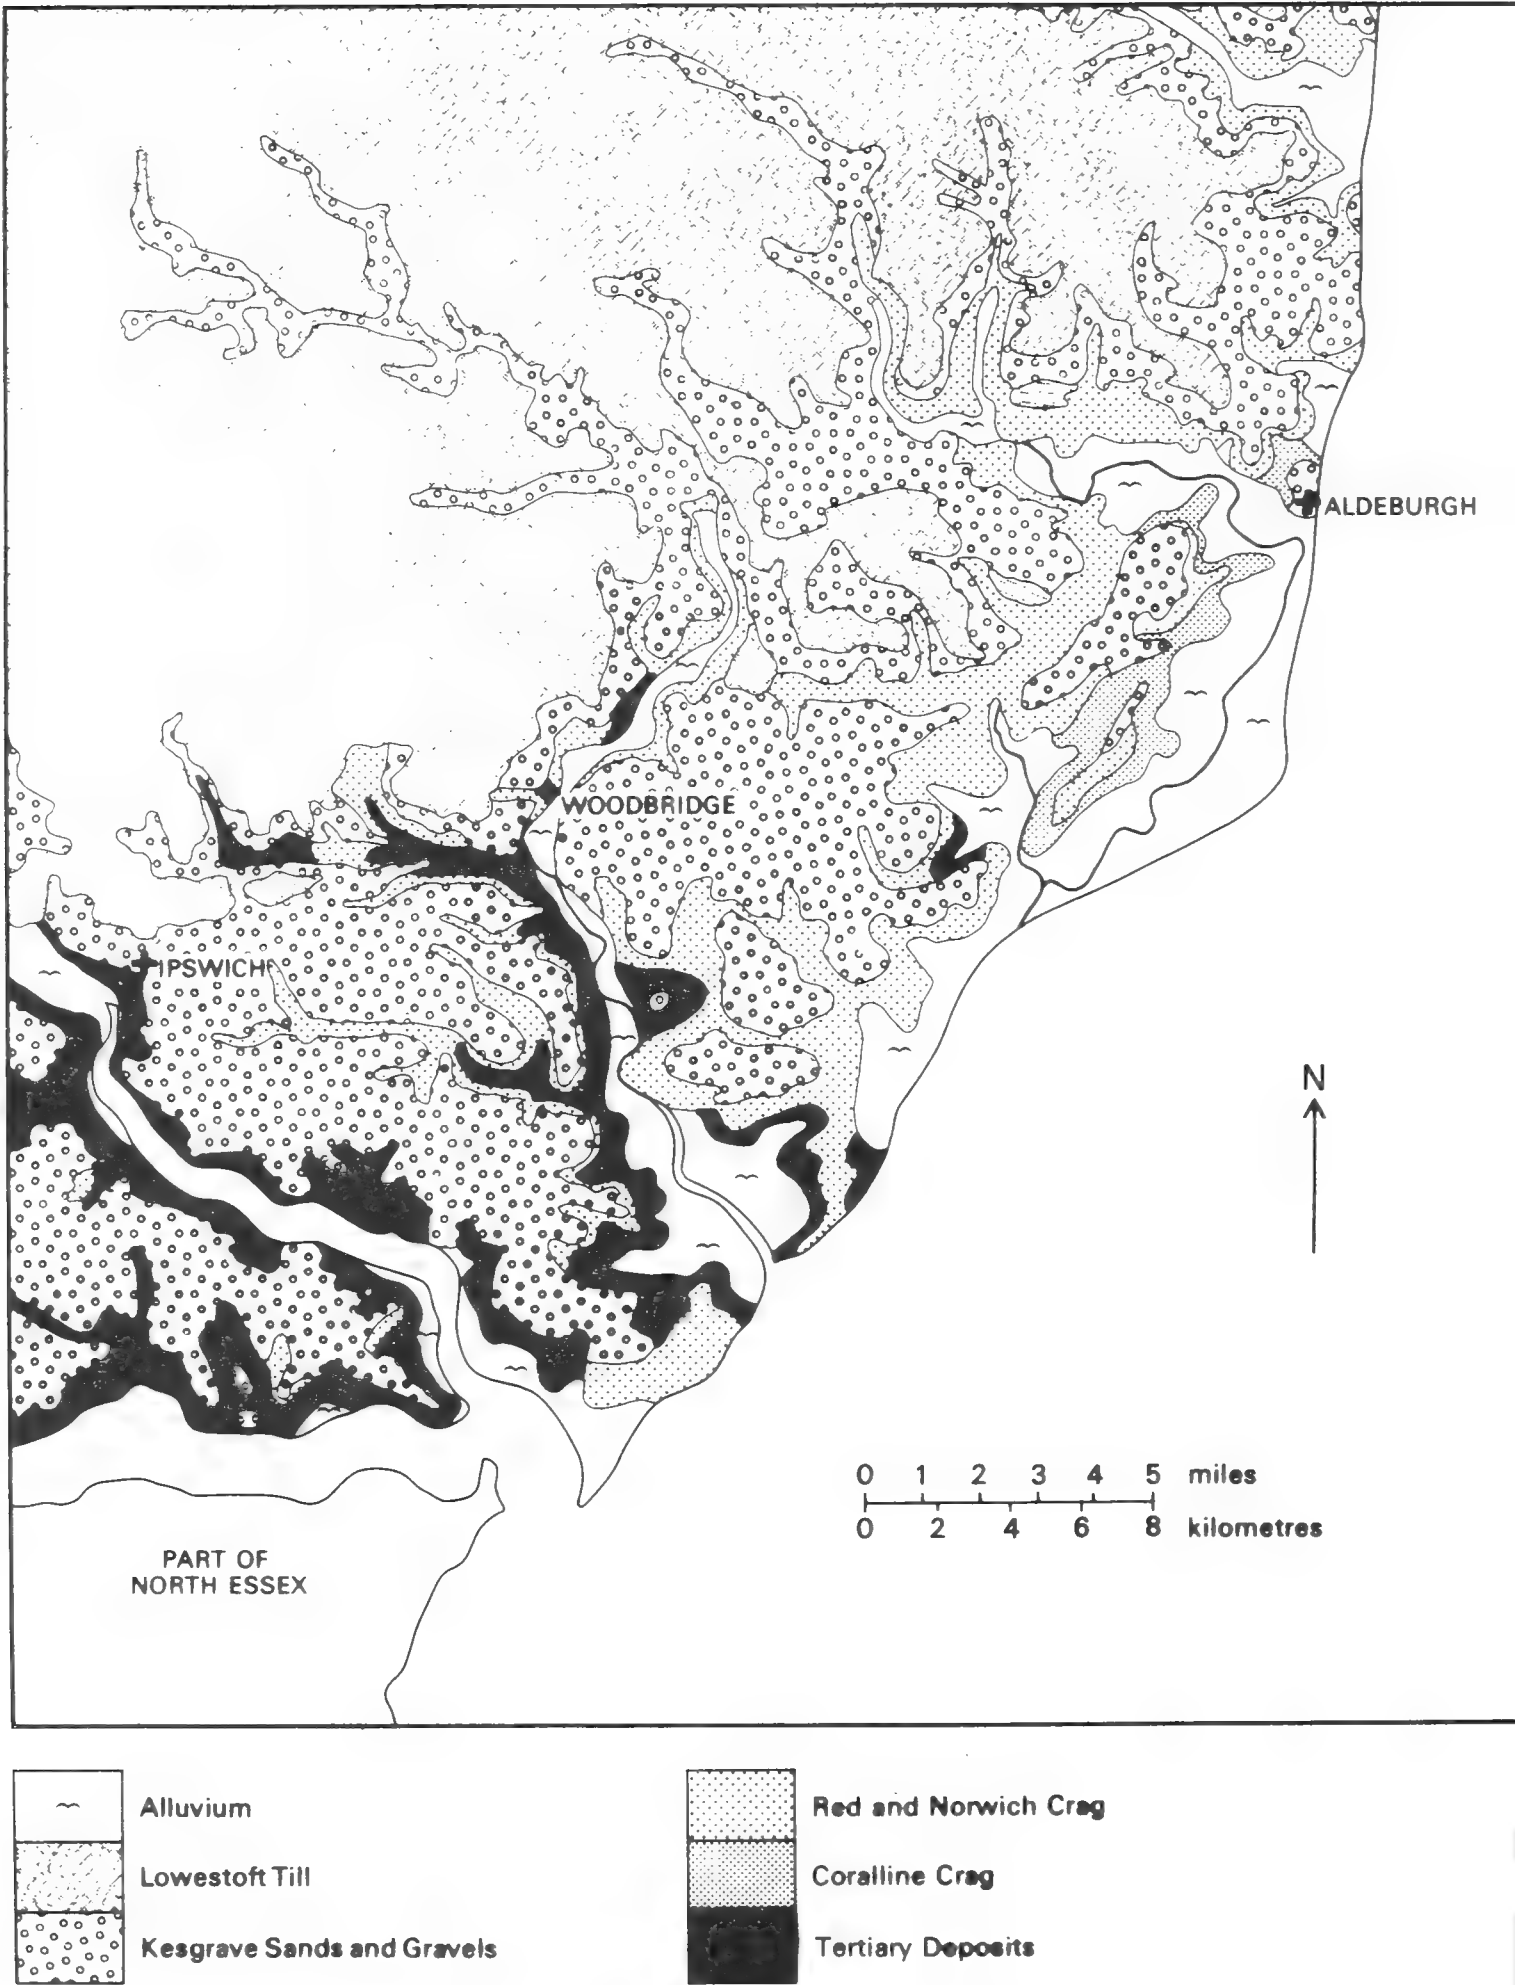 ALDEBURGH
WOODBRIDGE
IPSWICH
N
0 1 2 3 4 5 miles
0 2 4 6 8 kilometres
PART OF
NORTH ESSEX
Alluvium
Lowestoft Till
Kesgrave Sands and Gravels
Red and Norwich Crag
Coralline Crag
Tertiary Deposits